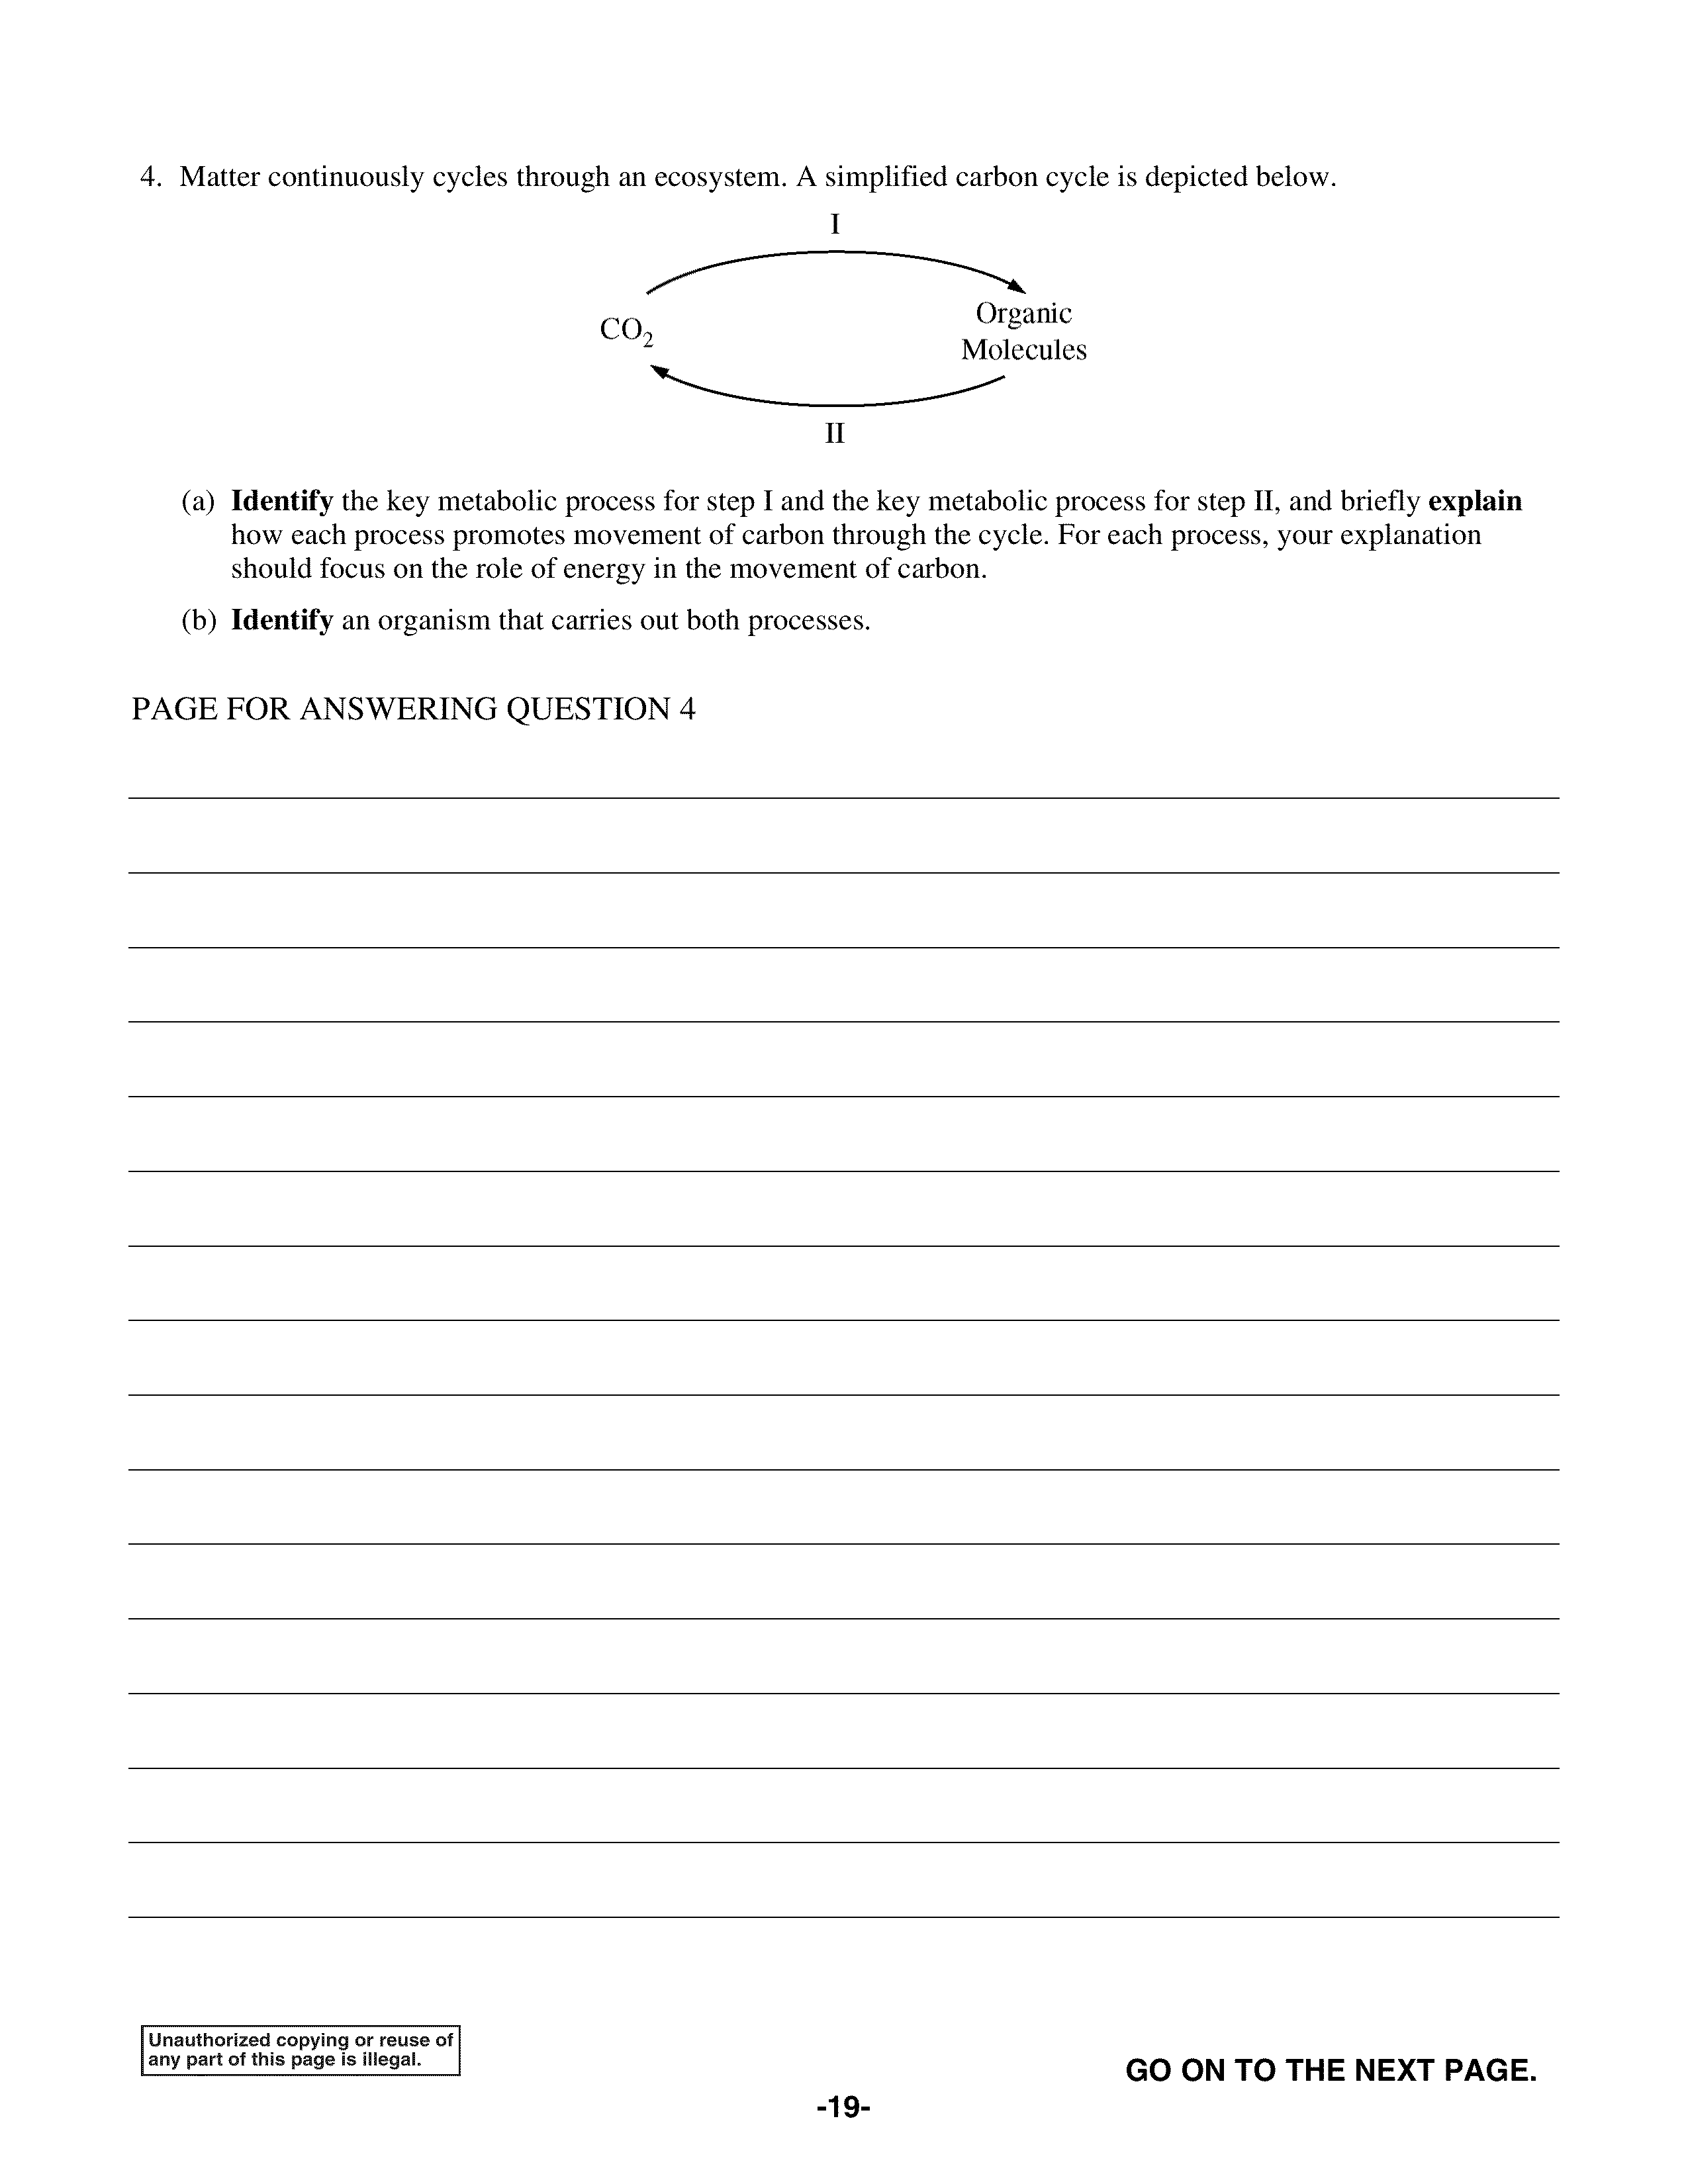 4. Matter continuously cycles through an ecosystem. A simplified carbon cycle is depicted below.
I
CO₂
Organic
Molecules
II
(a) Identify the key metabolic process for step I and the key metabolic process for step II, and briefly explain
how each process promotes movement of carbon through the cycle. For each process, your explanation
should focus on the role of energy in the movement of carbon.
(b) Identify an organism that carries out both processes.
PAGE FOR ANSWERING QUESTION 4
Unauthorized copying or reuse of
any part of this page is illegal.
GO ON TO THE NEXT PAGE.
-19-